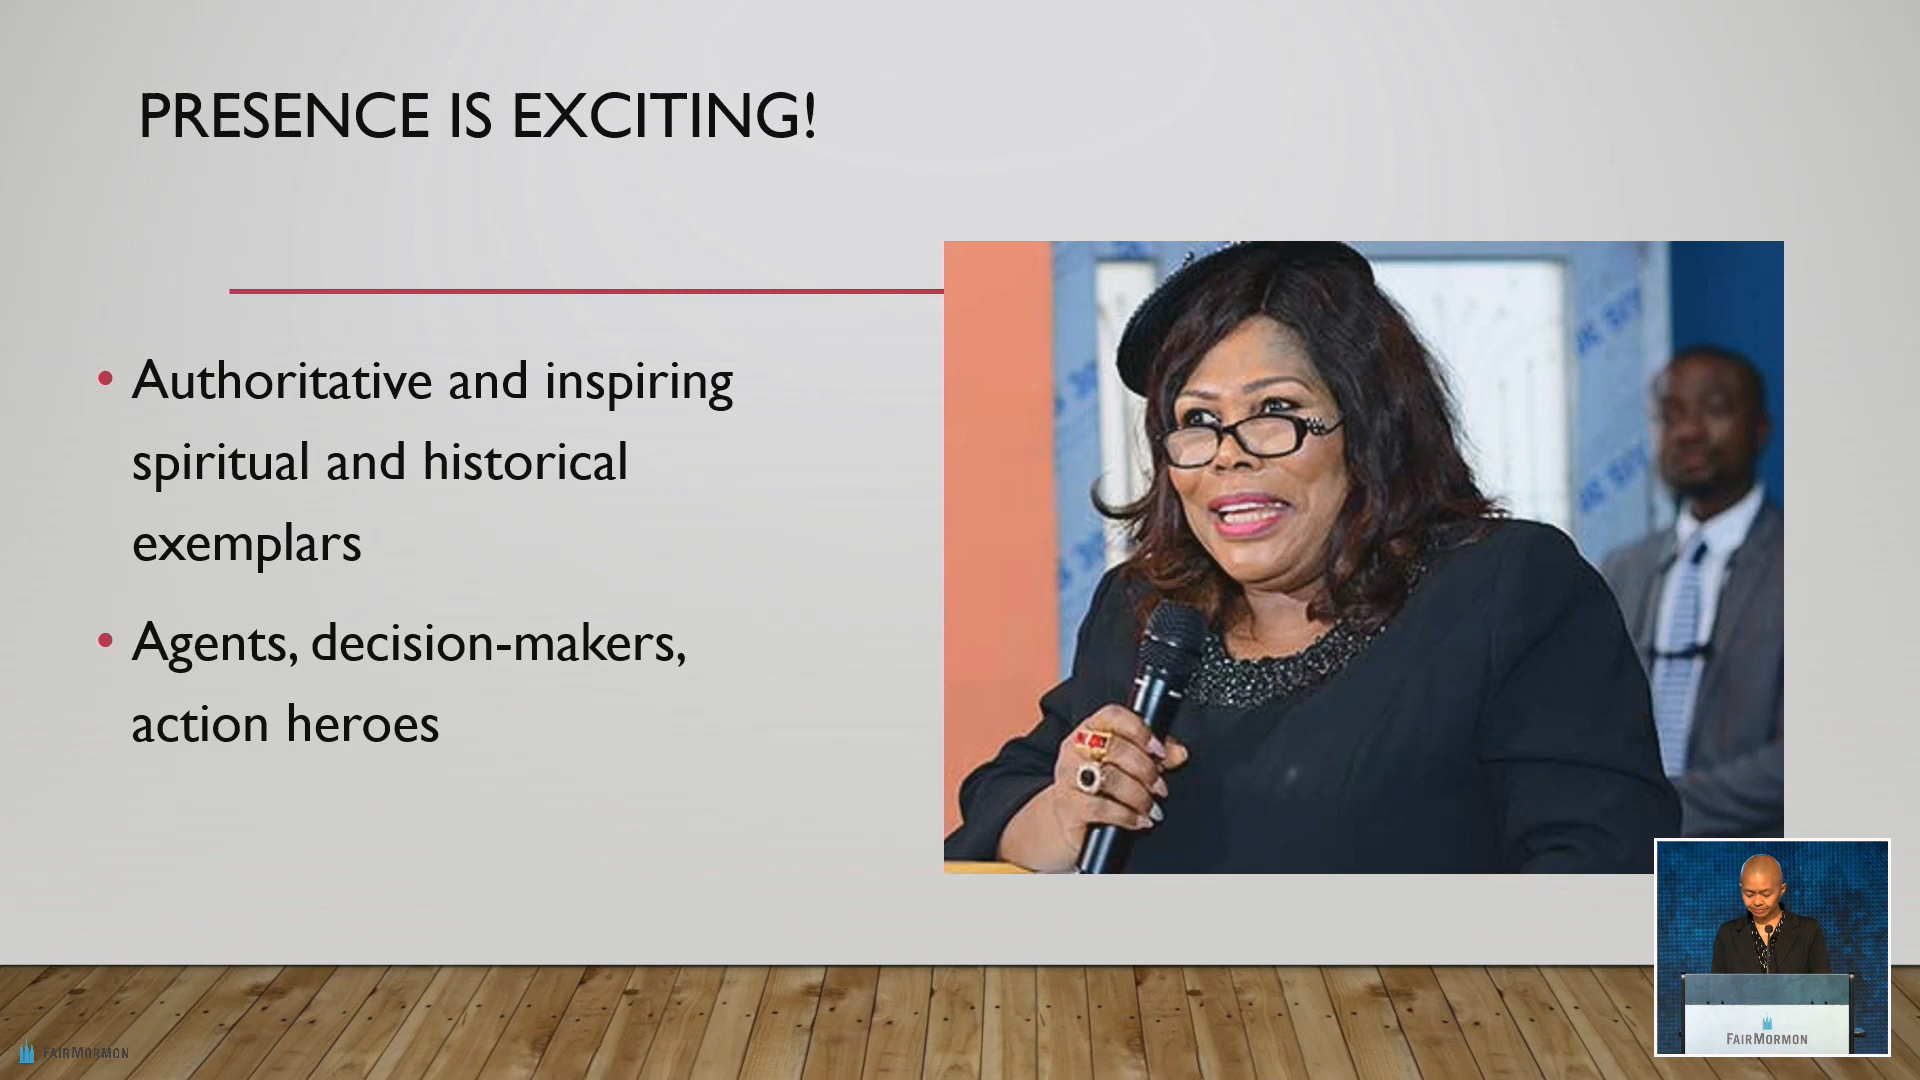 PRESENCE IS EXCITING!
• Authoritative and inspiring
spiritual and historical
exemplars
• Agents, decision-makers,
action heroes
FAIRMORMON
FAIRMORMON